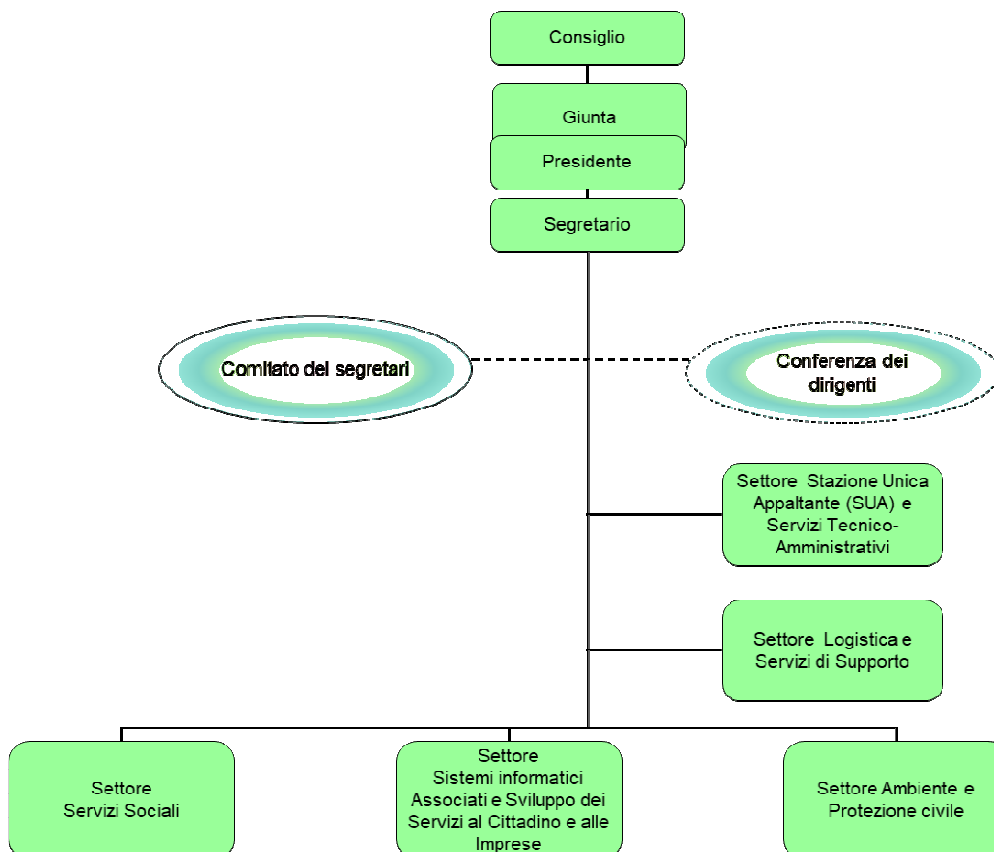 Consiglio
Giunta
Presidente
Segretario
Comitato dei segretari
Conferenza dei
dirigenti
Settore Stazione Unica
Appaltante (SUA) e
Servizi Tecnico-
Amministrativi
Settore Logistica e
Servizi di Supporto
Settore
Servizi Sociali
Settore
Sistemi informatici
Associati e Sviluppo dei
Servizi al Cittadino e alle
Imprese
Settore Ambiente e
Protezione civile